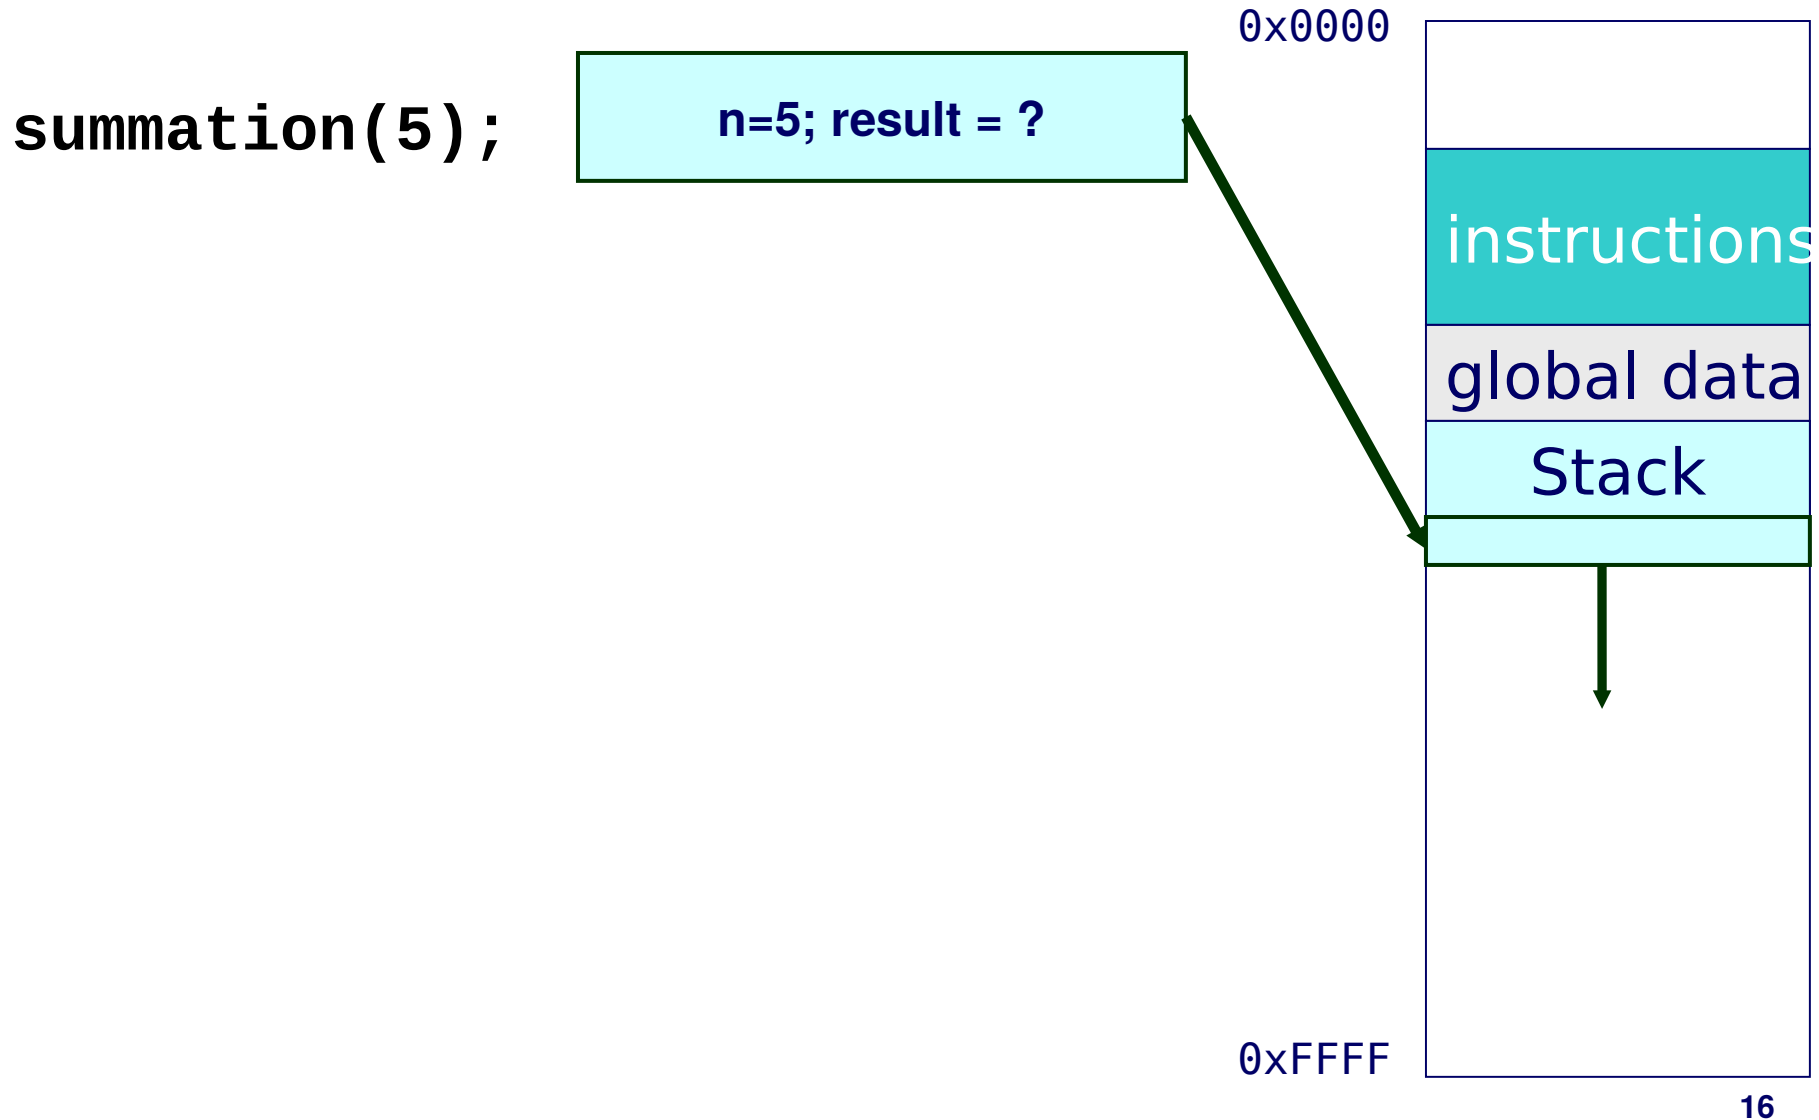 0x0000
summation(5);
n=5; result = ?
instructions
global data
Stack
0xFFFF
16